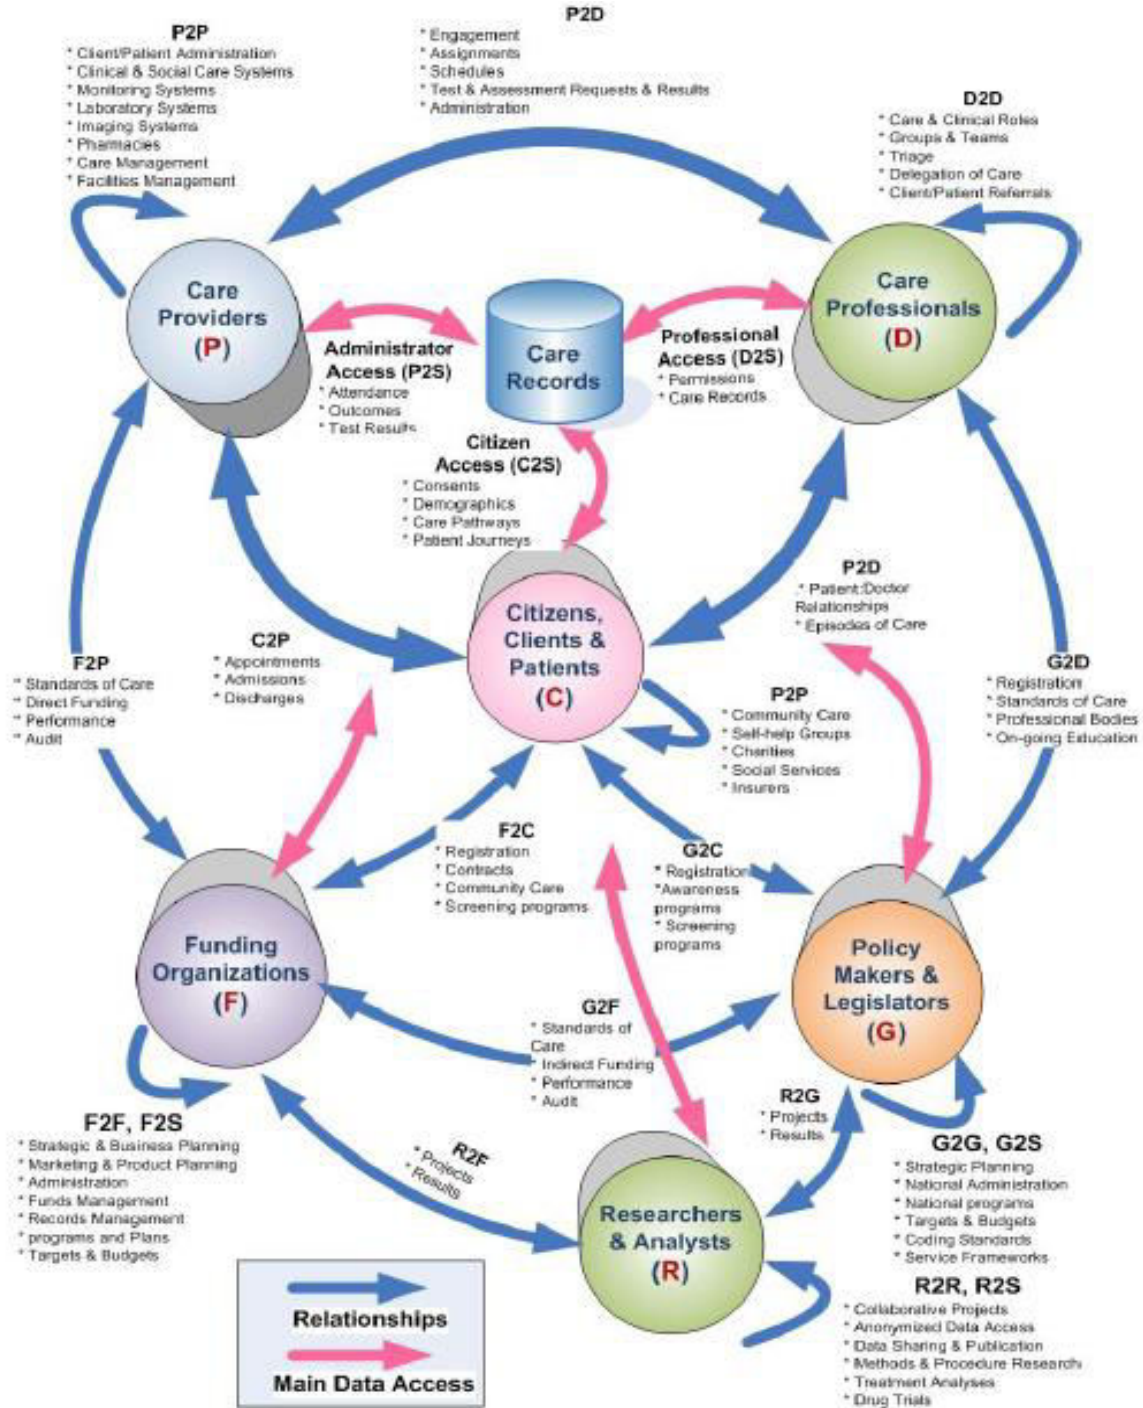 P2P
* Client/Patient Administration
* Clinical & Social Care Systems
* Monitoring Systems
* Laboratory Systems
* Imaging Systems
* Pharmacies
* Care Management
* Facilities Management
P2D
* Engagement
* Assignments
* Schedules
* Test & Assessment Requests & Results
* Administration
D2D
* Care & Clinical Roles
* Groups & Teams
* Triage
* Delegation of Care
* Client/Patient Referrals
Care
Providers
(P)
Care
Records
Care
Professionals
(D)
Administrator
Access (P2S)
* Attendance
* Outcomes
* Test Results
Professional
Access (D2S)
* Permissions
* Care Records
Citizen
Access (C2S)
* Consents
* Demographics
* Care Pathways
* Patient Journeys
Citizens,
Clients &
Patients
(C)
P2D
* Patient:Doctor
Relationships
* Episodes of Care
F2P
* Standards of Care
* Direct Funding
* Performance
* Audit
C2P
* Appointments
* Admissions
* Discharges
G2D
* Registration
* Standards of Care
* Professional Bodies
* On-going Education
P2P
* Community Care
* Self-help Groups
* Charities
* Social Services
* Insurers
F2C
* Registration
* Contracts
* Community Care
* Screening programs
G2C
* Registration
*Awareness
programs
* Screening
programs
Funding
Organizations
(F)
Policy
Makers &
Legislators
(G)
G2F
* Standards of
Care
* Indirect Funding
* Performance
* Audit
R2G
* Projects
* Results
F2F, F2S
* Strategic & Business Planning
* Marketing & Product Planning
* Administration
* Funds Management
* Records Management
* programs and Plans
* Targets & Budgets
R2F
* Projects
* Results
G2G, G2S
* Strategic Planning
* National Administration
* National programs
* Targets & Budgets
* Coding Standards
* Service Frameworks
Researchers
& Analysts
(R)
R2R, R2S
* Collaborative Projects
* Anonymized Data Access
* Data Sharing & Publication
* Methods & Procedure Research
* Treatment Analyses
* Drug Trials
Relationships
Main Data Access